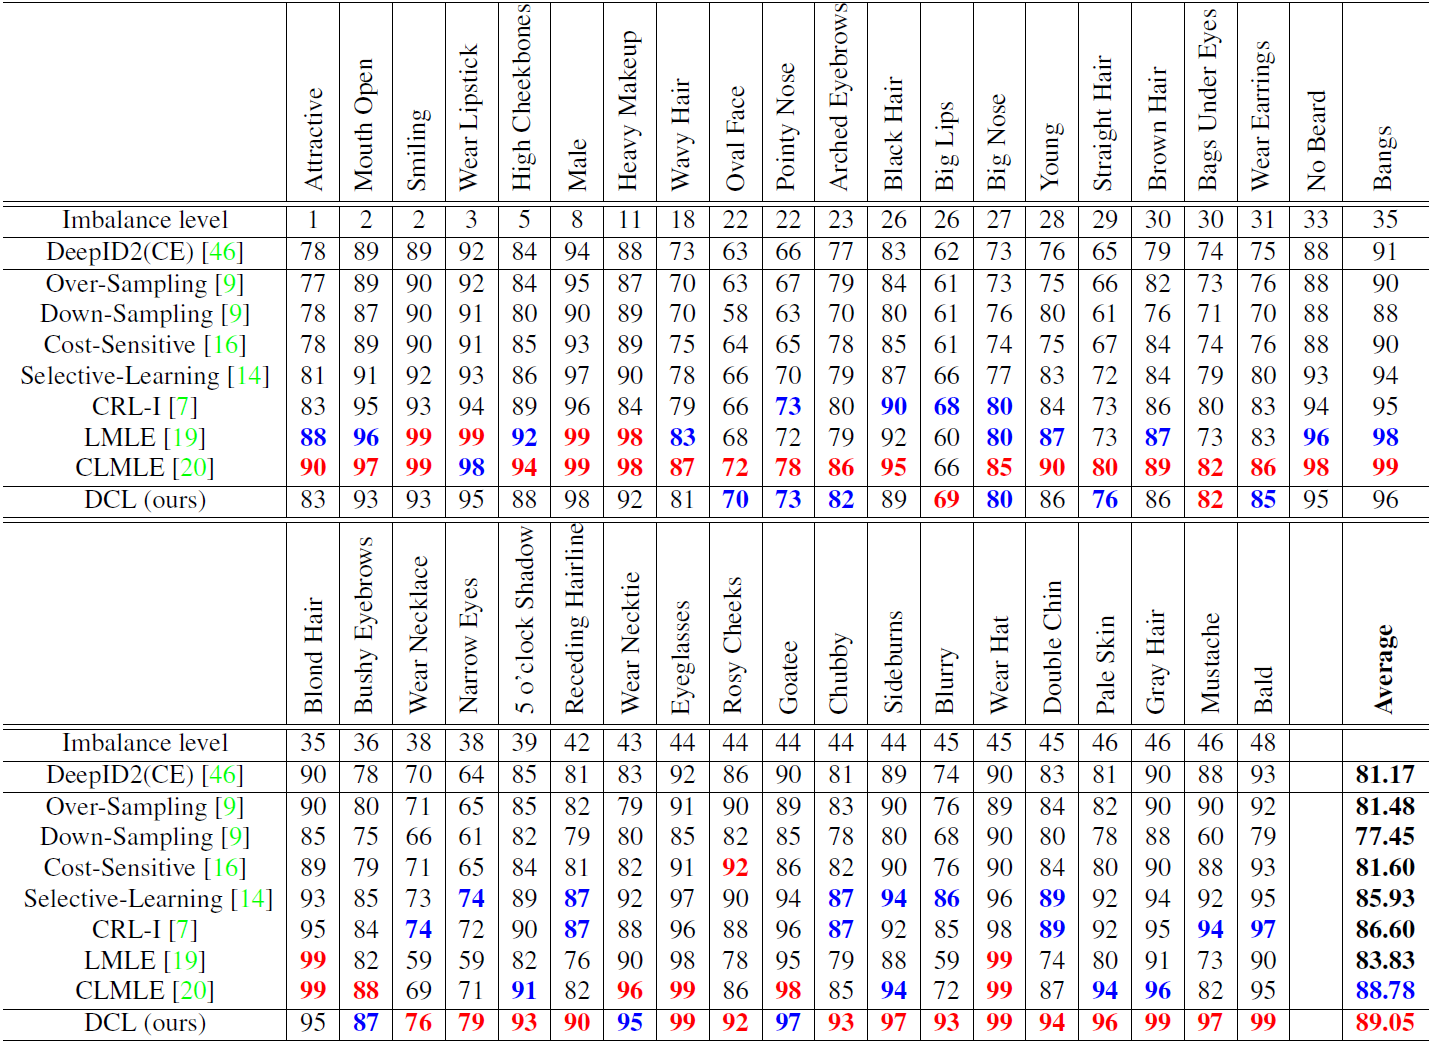 Attractive Mouth Open Smiling Wear Lipstick High Cheekbones Male Heavy Makeup Wavy Hair Oval Face Pointy Nose Arched Eyebrows Black Hair Big Lips Big Nose Young Straight Hair Brown Hair Bags Under Eyes Wear Earrings No Beard Bangs
Imbalance level 1 2 2 3 5 8 11 18 22 22 23 26 26 27 28 29 30 30 31 33 35
DeepID2(CE) [46] 78 89 89 92 84 94 88 73 63 66 77 83 62 73 76 65 79 74 75 88 91
Over-Sampling [9] 77 89 90 92 84 95 87 70 63 67 79 84 61 73 75 66 82 73 76 88 90
Down-Sampling [9] 78 87 90 91 80 90 89 70 58 63 70 80 61 76 80 61 76 71 70 88 88
Cost-Sensitive [16] 78 89 90 91 85 93 89 75 64 65 78 85 61 74 75 67 84 74 76 88 90
Selective-Learning [14] 81 91 92 93 86 97 90 78 66 70 79 87 66 77 83 72 84 79 80 93 94
CRL-I [7] 83 95 93 94 89 96 84 79 66 73 80 90 68 80 84 73 86 80 83 94 95
LMLE [19] 88 96 99 99 92 99 98 83 68 72 79 92 60 80 87 73 87 73 83 96 98
CLMLE [20] 90 97 99 98 94 99 98 87 72 78 86 95 66 85 90 80 89 82 86 98 99
DCL (ours) 83 93 93 95 88 98 92 81 70 73 82 89 69 80 86 76 86 82 85 95 96
Blond Hair Bushy Eyebrows Wear Necklace Narrow Eyes 5 o'clock Shadow Receding Hairline Wear Necktie Eyeglasses Rosy Cheeks Goatee Chubby Sideburns Blurry Wear Hat Double Chin Pale Skin Gray Hair Mustache Bald Average
Imbalance level 35 36 38 38 39 42 43 44 44 44 44 44 45 45 45 46 46 46 48
DeepID2(CE) [46] 90 78 70 64 85 81 83 92 86 90 81 89 74 90 83 81 90 88 93 81.17
Over-Sampling [9] 90 80 71 65 85 82 79 91 90 89 83 90 76 89 84 82 90 90 92 81.48
Down-Sampling [9] 85 75 66 61 82 79 80 85 82 85 78 80 68 90 80 78 88 60 79 77.45
Cost-Sensitive [16] 89 79 71 65 84 81 82 91 92 86 82 90 76 90 84 80 90 88 93 81.60
Selective-Learning [14] 93 85 73 74 89 87 92 97 90 94 87 94 86 96 89 92 94 92 95 85.93
CRL-I [7] 95 84 74 72 90 87 88 96 88 96 87 92 85 98 89 92 95 94 97 86.60
LMLE [19] 99 82 59 59 82 76 90 98 78 95 79 88 59 99 74 80 91 73 90 83.83
CLMLE [20] 99 88 69 71 91 82 96 99 86 98 85 94 72 99 87 94 96 82 95 88.78
DCL (ours) 95 87 76 79 93 90 95 99 92 97 93 97 93 99 94 96 99 97 99 89.05